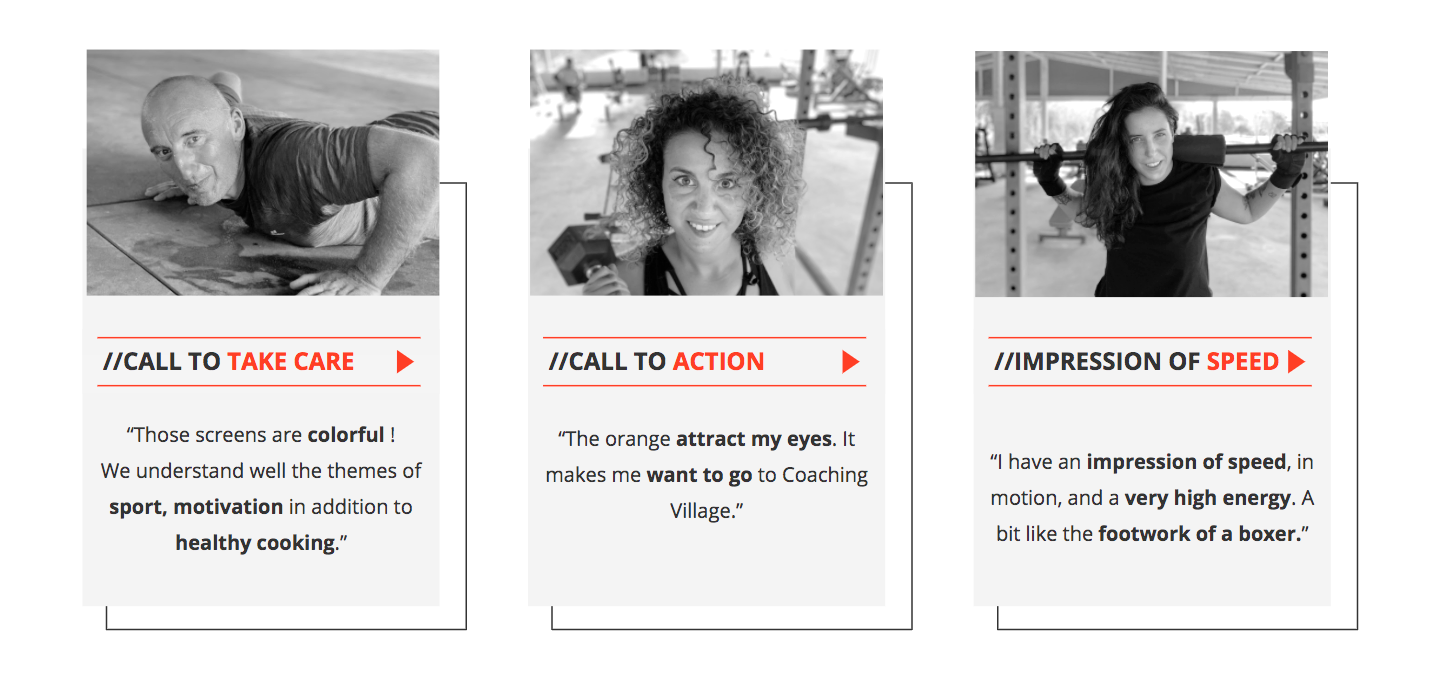 //CALL TO TAKE CARE
“Those screens are colorful !
We understand well the themes of
sport, motivation in addition to
healthy cooking.”
//CALL TO ACTION
“The orange attract my eyes. It
makes me want to go to Coaching
Village.”
//IMPRESSION OF SPEED
“I have an impression of speed, in
motion, and a very high energy. A
bit like the footwork of a boxer.”